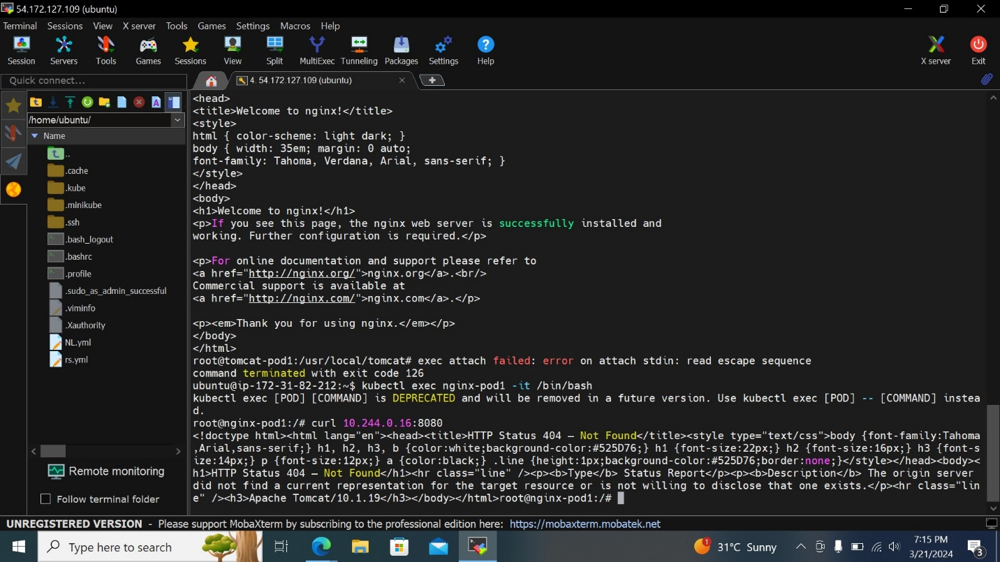 54.172.127.109 (ubuntu)
Terminal Sessions View X server Tools Games Settings Macros Help
Session Servers Tools Games Sessions View Split MultiExec Tunneling Packages Settings Help X server Exit
Quick connect...
4. 54.172.127.109 (ubuntu)
/home/ubuntu/
Name
..
.cache
.kube
.minikube
.ssh
.bash_logout
.bashrc
.profile
.sudo_as_admin_successful
.viminfo
.Xauthority
NL.yml
rs.yml
Remote monitoring
Follow terminal folder
<head>
<title>Welcome to nginx!</title>
<style>
html { color-scheme: light dark; }
body { width: 35em; margin: 0 auto;
font-family: Tahoma, Verdana, Arial, sans-serif; }
</style>
</head>
<body>
<h1>Welcome to nginx!</h1>
<p>If you see this page, the nginx web server is successfully installed and
working. Further configuration is required.</p>
<p>For online documentation and support please refer to
<a href="http://nginx.org/">nginx.org</a>.<br/>
Commercial support is available at
<a href="http://nginx.com/">nginx.com</a>.</p>
<p><em>Thank you for using nginx.</em></p>
</body>
</html>
root@tomcat-pod1:/usr/local/tomcat# exec attach failed: error on attach stdin: read escape sequence
command terminated with exit code 126
ubuntu@ip-172-31-82-212:~$ kubectl exec nginx-pod1 -it /bin/bash
kubectl exec [POD] [COMMAND] is DEPRECATED and will be removed in a future version. Use kubectl exec [POD] -- [COMMAND] instea
d.
root@nginx-pod1:/# curl 10.244.0.16:8080
<!doctype html><html lang="en"><head><title>HTTP Status 404 – Not Found</title><style type="text/css">body {font-family:Tahoma
,Arial,sans-serif;} h1, h2, h3, b {color:white;background-color:#525D76;} h1 {font-size:22px;} h2 {font-size:16px;} h3 {font-s
ize:14px;} p {font-size:12px;} a {color:black;} .line {height:1px;background-color:#525D76;border:none;}</style></head><body><
h1>HTTP Status 404 – Not Found</h1><hr class="line" /><p><b>Type</b> Status Report</p><p><b>Description</b> The origin server
did not find a current representation for the target resource or is not willing to disclose that one exists.</p><hr class="lin
e" /><h3>Apache Tomcat/10.1.19</h3></body></html>root@nginx-pod1:/#
UNREGISTERED VERSION - Please support MobaXterm by subscribing to the professional edition here: https://mobaxterm.mobatek.net
Type here to search
1
31°C Sunny
7:15 PM
3/21/2024
3